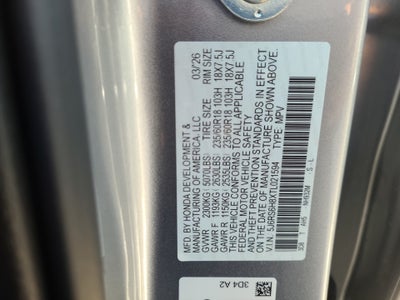 MFD. BY HONDA DEVELOPMENT & 03/26
MANUFACTURING OF AMERICA, LLC
TIRE SIZE RIM SIZE
GVWR 2300KG( 5070LBS)
GAWR F 1193KG( 2630LBS) 235/60R18 103H 18X7.5J
GAWR R 1150KG( 2535LBS) 235/60R18 103H 18X7.5J
THIS VEHICLE CONFORMS TO ALL APPLICABLE
FEDERAL MOTOR VEHICLE SAFETY
AND THEFT PREVENTION STANDARDS IN EFFECT
ON THE DATE OF MANUFACTURE SHOWN ABOVE.
V.I.N: 5J6RS6H8XTL021594 TYPE: MPV
S-L
3D4 A2